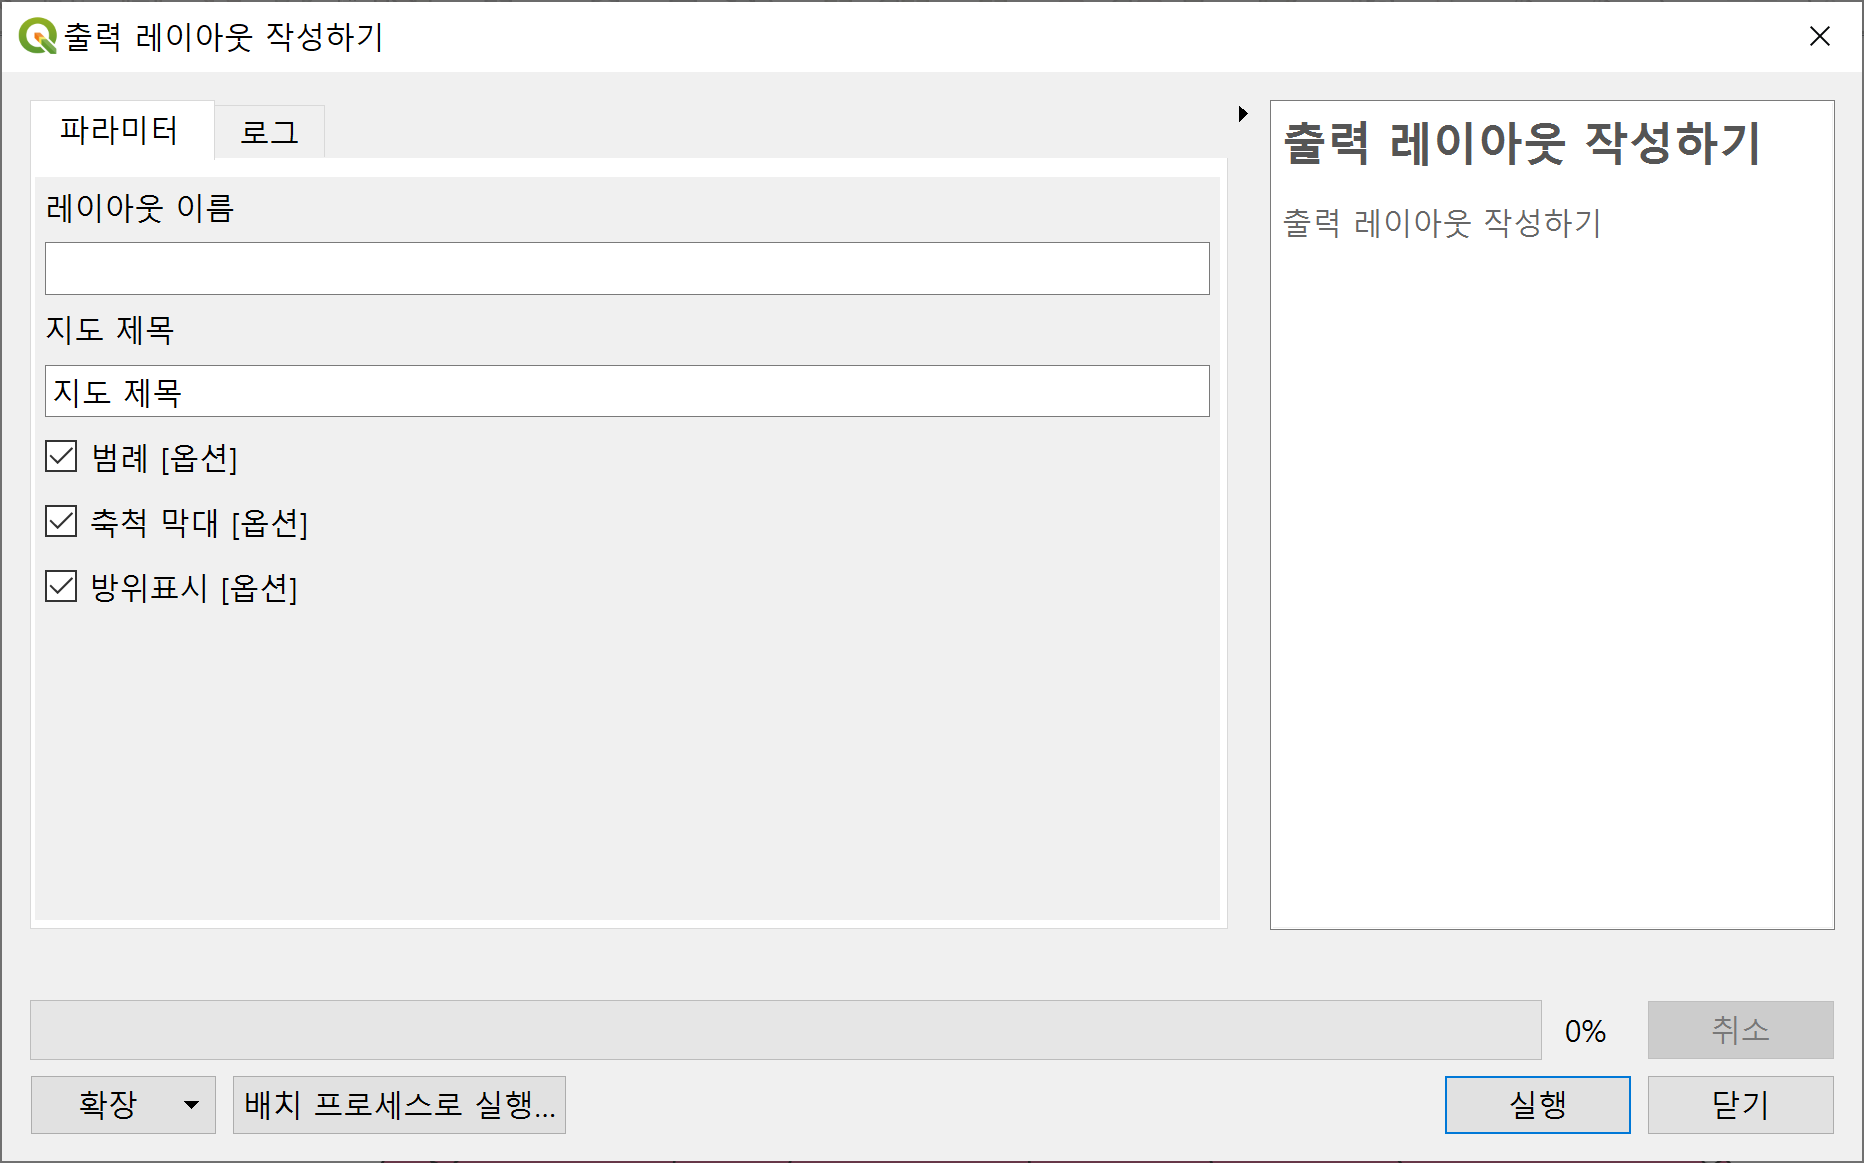 출력 레이아웃 작성하기
파라미터
로그
레이아웃 이름
지도 제목
지도 제목
범례 [옵션]
축척 막대 [옵션]
방위표시 [옵션]
출력 레이아웃 작성하기
출력 레이아웃 작성하기
0%
취소
확장
배치 프로세스로 실행...
실행
닫기